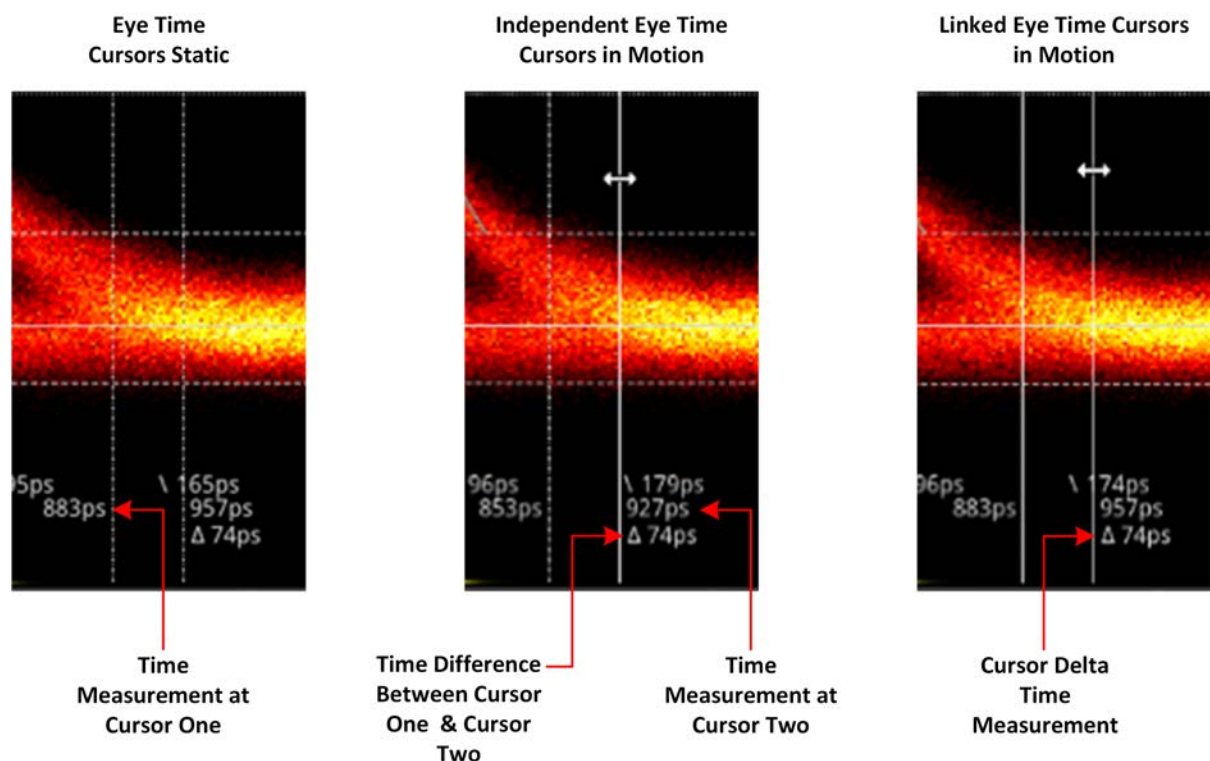 Eye Time
Cursors Static
Independent Eye Time
Cursors in Motion
Linked Eye Time Cursors
in Motion
95ps \ 165ps
883ps 957ps
Δ 74ps
96ps \ 179ps
853ps 927ps
Δ 74ps
96ps \ 174ps
883ps 957ps
Δ 74ps
Time
Measurement at
Cursor One
Time Difference
Between Cursor
One & Cursor
Two
Time
Measurement at
Cursor Two
Cursor Delta
Time
Measurement